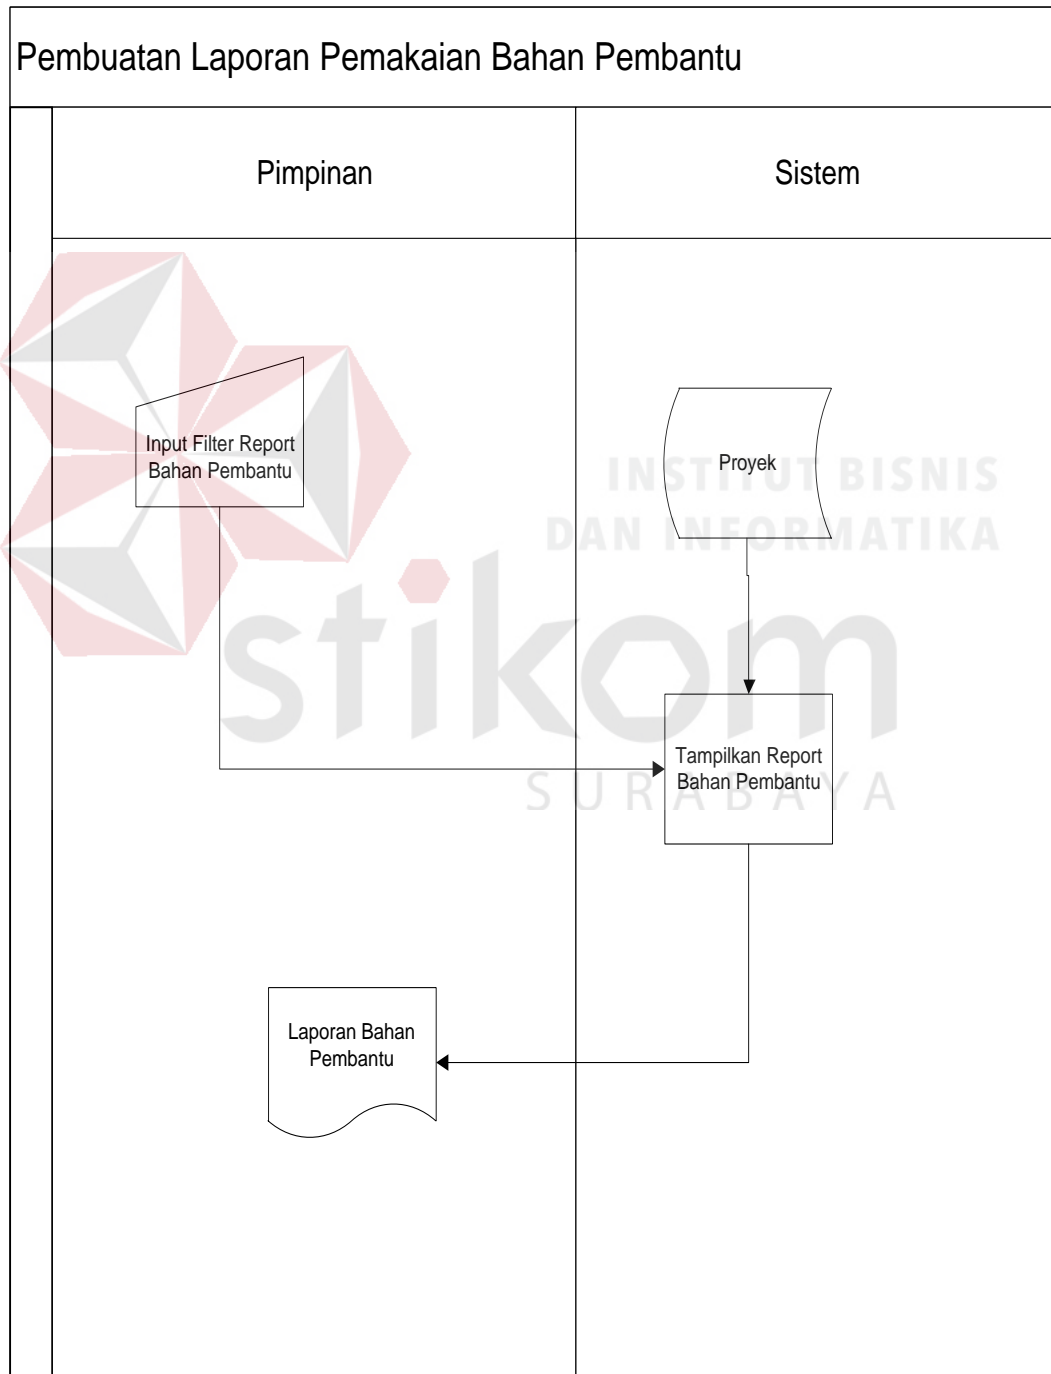 Pembuatan Laporan Pemakaian Bahan Pembantu
Pimpinan
Sistem
Input Filter Report
Bahan Pembantu
Proyek
INSTITUT BISNIS
DAN INFORMATIKA
stikom
SURABAYA
Tampilkan Report
Bahan Pembantu
Laporan Bahan
Pembantu